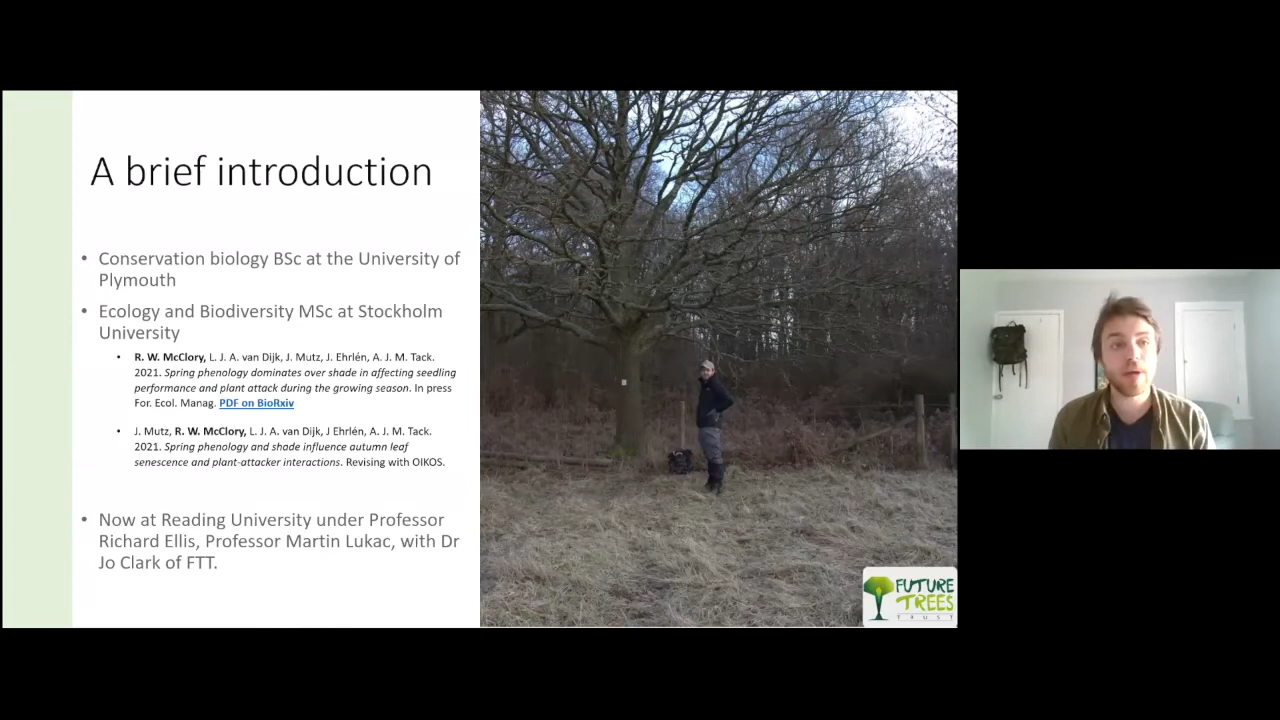 A brief introduction
• Conservation biology BSc at the University of
Plymouth
• Ecology and Biodiversity MSc at Stockholm
University
• R. W. McClory, L. J. A. van Dijk, J. Mutz, J. Ehrlén, A. J. M. Tack.
2021. Spring phenology dominates over shade in affecting seedling
performance and plant attack during the growing season. In press
For. Ecol. Manag. PDF on BioRxiv
• J. Mutz, R. W. McClory, L. J. A. van Dijk, J Ehrlén, A. J. M. Tack.
2021. Spring phenology and shade influence autumn leaf
senescence and plant-attacker interactions. Revising with OIKOS.
• Now at Reading University under Professor
Richard Ellis, Professor Martin Lukac, with Dr
Jo Clark of FTT.
FUTURE
TREES
TRUST